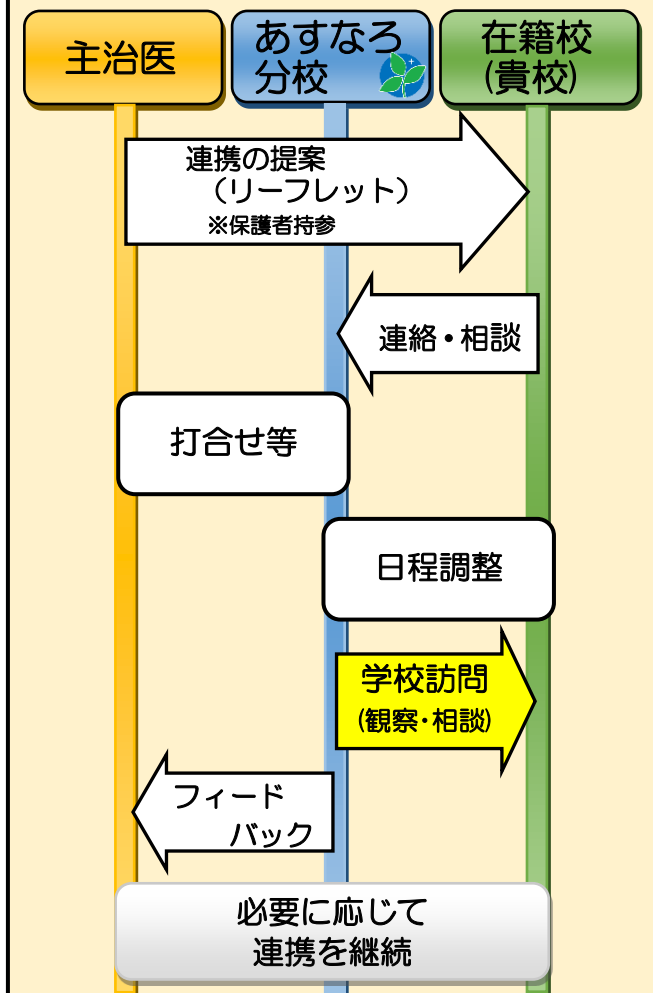 主治医
あすなろ
分校
在籍校
(貴校)
連携の提案
（リーフレット）
※保護者持参
連絡・相談
打合せ等
日程調整
学校訪問
(観察・相談)
フィード
バック
必要に応じて
連携を継続